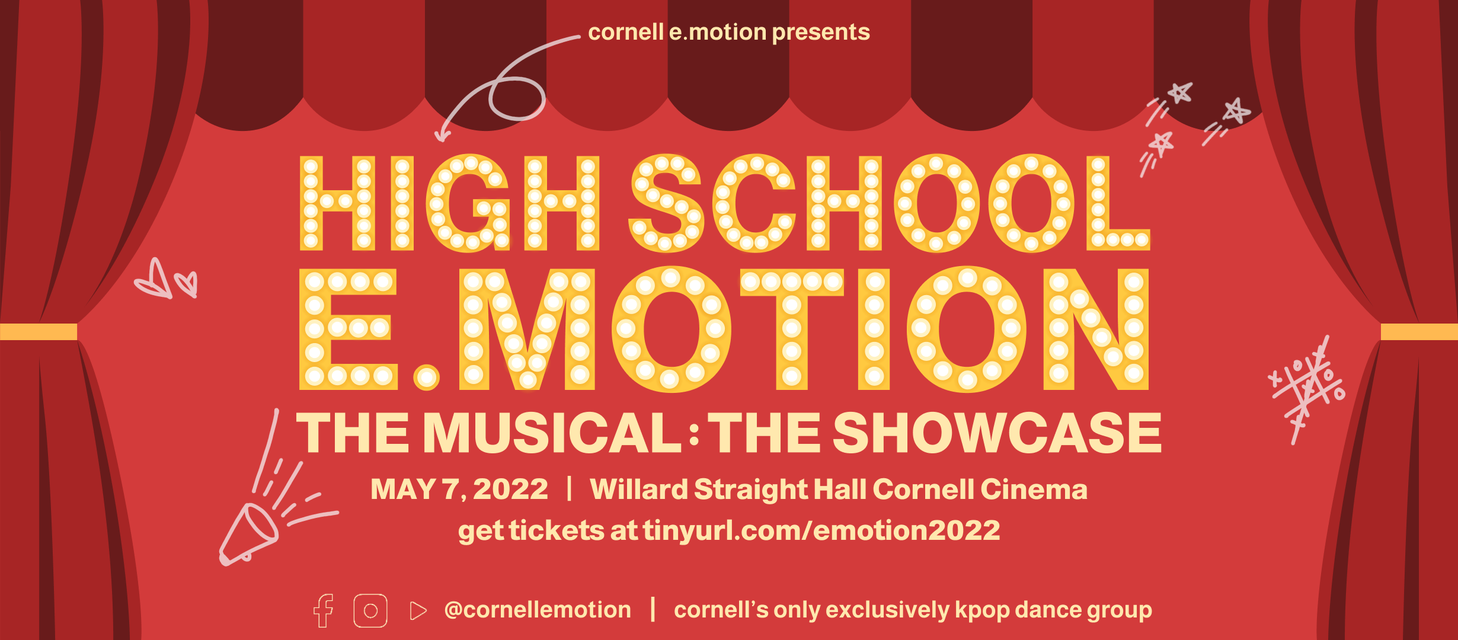 cornell e.motion presents
HIGH SCHOOL
E.MOTION
THE MUSICAL: THE SHOWCASE
MAY 7, 2022 | Willard Straight Hall Cornell Cinema
get tickets at tinyurl.com/emotion2022
@cornellemotion | cornell's only exclusively kpop dance group